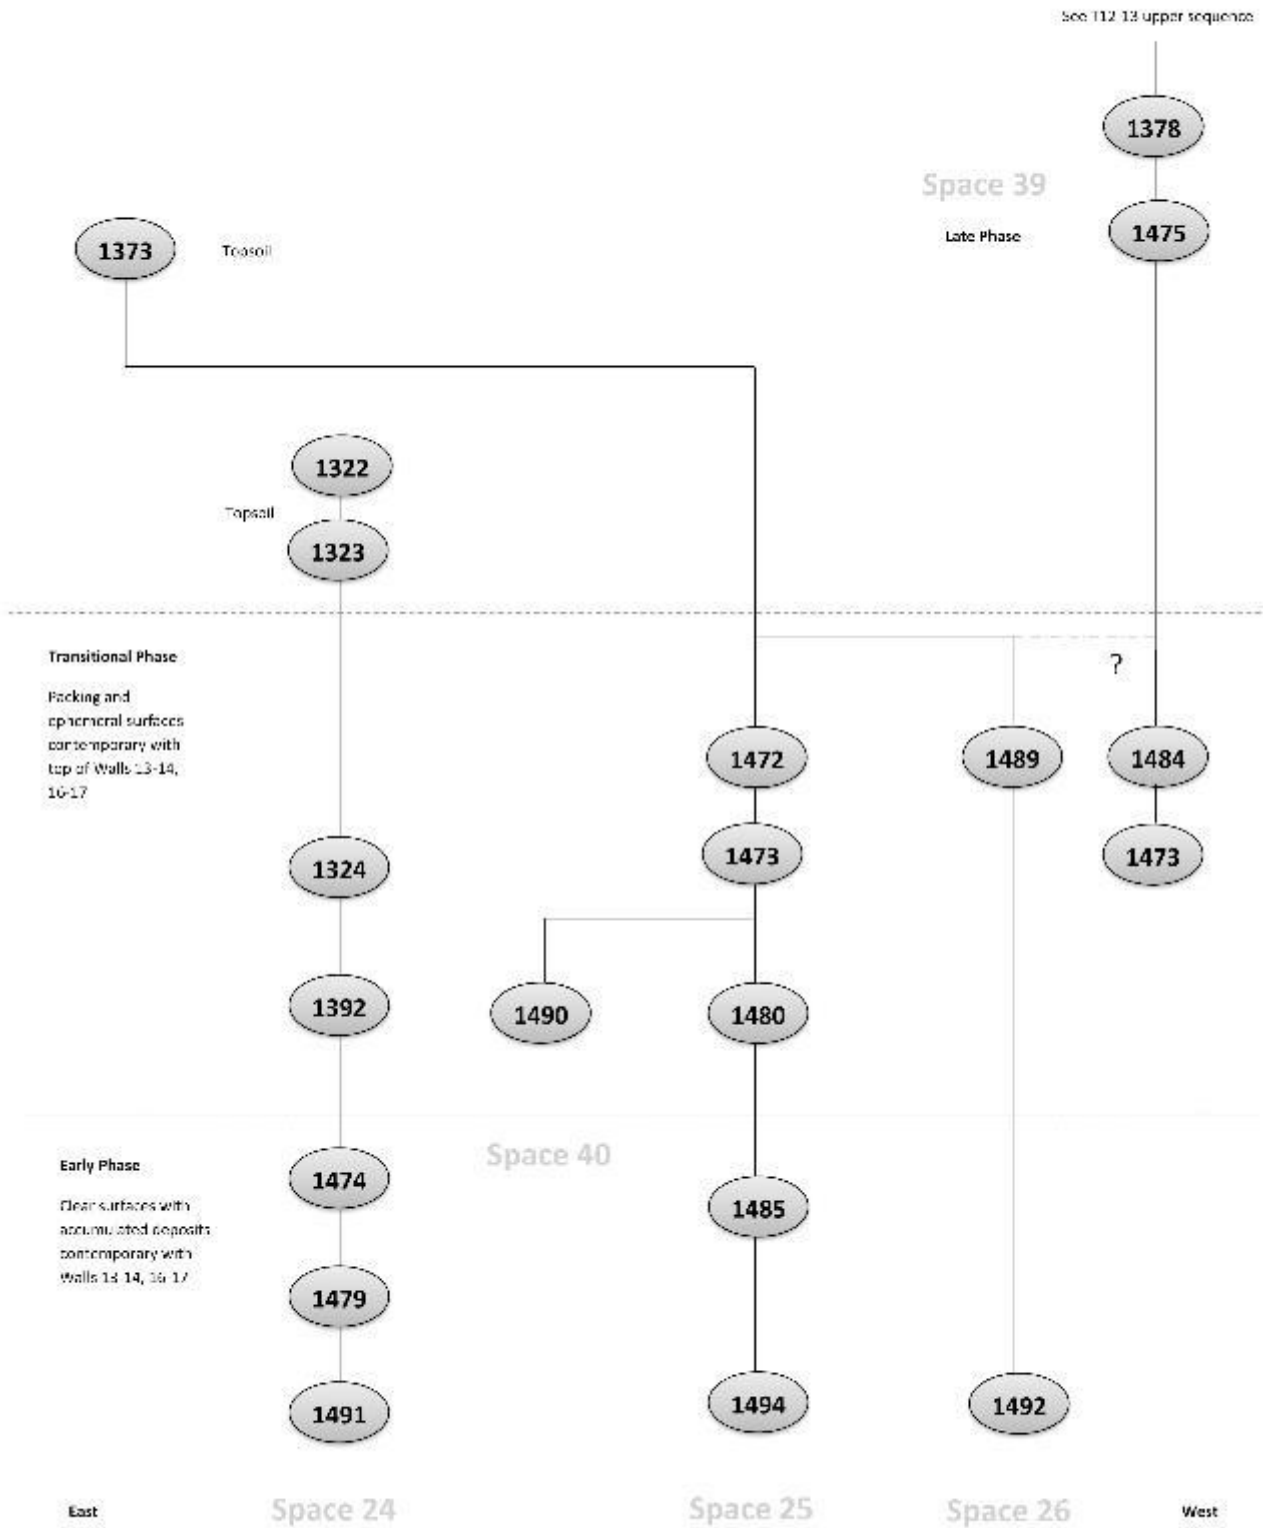 See T12-13 upper sequence
1378
Space 39
1475
Late Phase
1373
Topsoil
1322
Topsoil
1323
Transitional Phase
?
Packing and
ephemeral surfaces
contemporary with
top of Walls 13-14,
16-17
1472
1489
1484
1473
1473
1324
1392
1490
1480
Space 40
Early Phase
1474
Clear surfaces with
accumulated deposits
contemporary with
Walls 13-14, 16-17
1485
1479
1491
1494
1492
East
Space 24
Space 25
Space 26
West